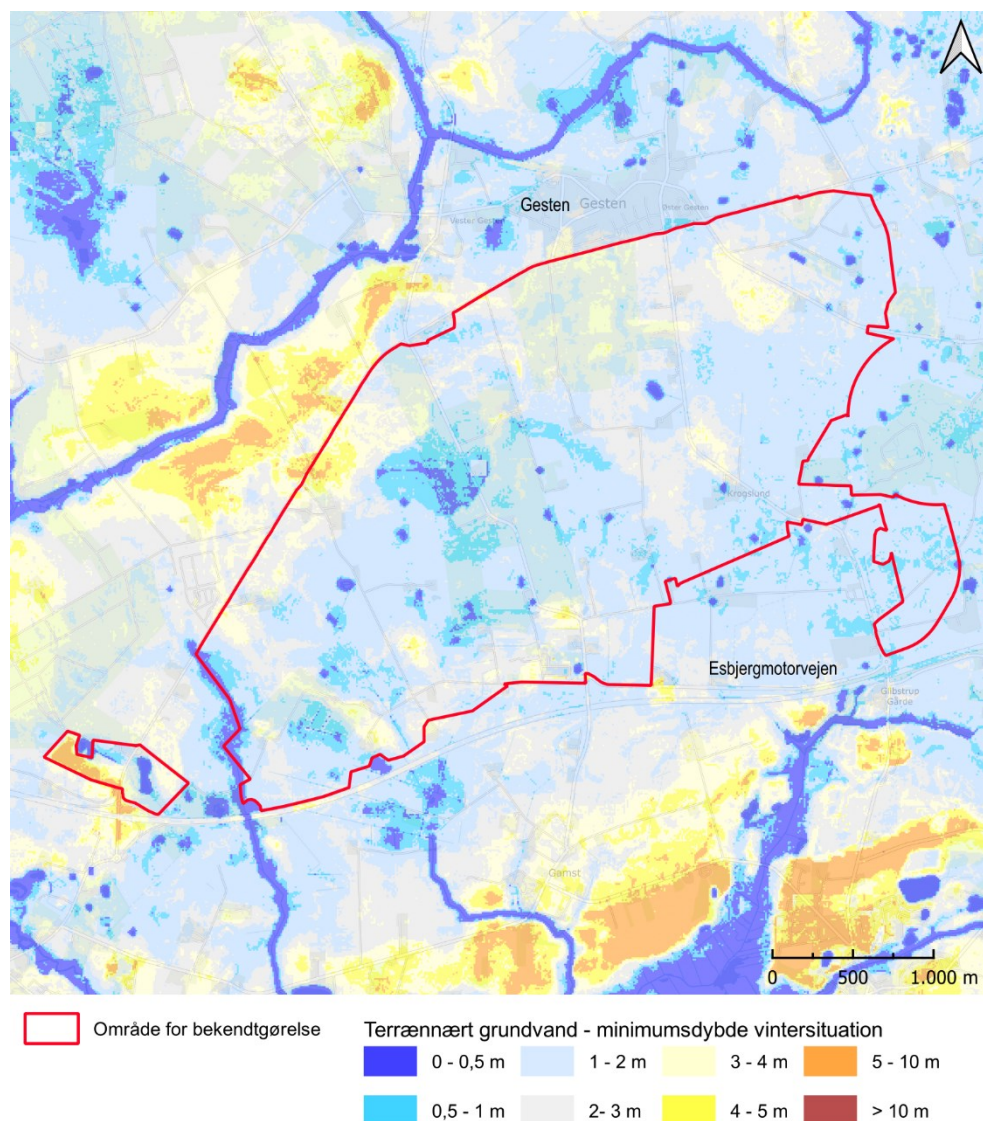 Gesten Gesten
Vester Gesten
Øster Gesten
Krogslund
Esbjergmotorvejen
Gilbstrup
Gårde
Gamst
0 500 1.000 m
Område for bekendtgørelse
Terrænnært grundvand - minimumsdybde vintersituation
0 - 0,5 m 1 - 2 m 3 - 4 m 5 - 10 m
0,5 - 1 m 2- 3 m 4 - 5 m > 10 m